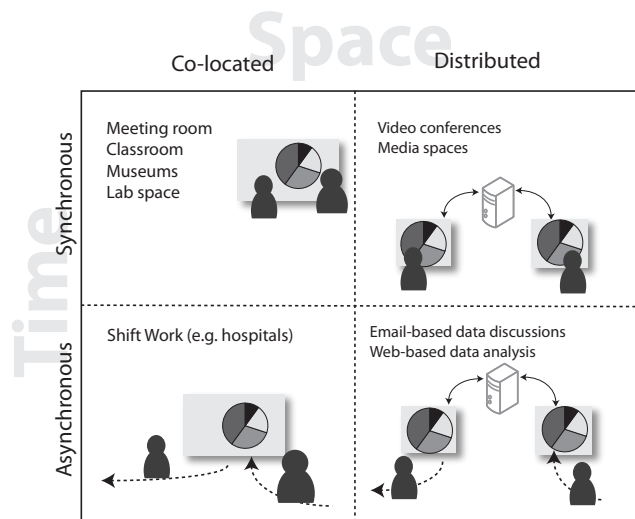 Space
Co-located
Distributed
Time
Synchronous
Meeting room
Classroom
Museums
Lab space
Video conferences
Media spaces
Asynchronous
Shift Work (e.g. hospitals)
Email-based data discussions
Web-based data analysis